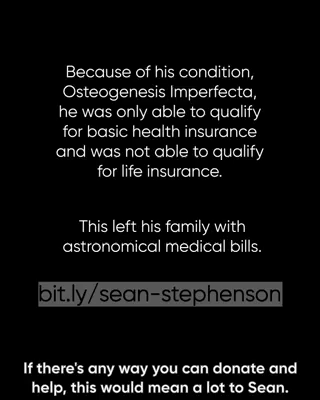 Because of his condition,
Osteogenesis Imperfecta,
he was only able to qualify
for basic health insurance
and was not able to qualify
for life insurance.
This left his family with
astronomical medical bills.
bit.ly/sean-stephenson
If there's any way you can donate and
help, this would mean a lot to Sean.